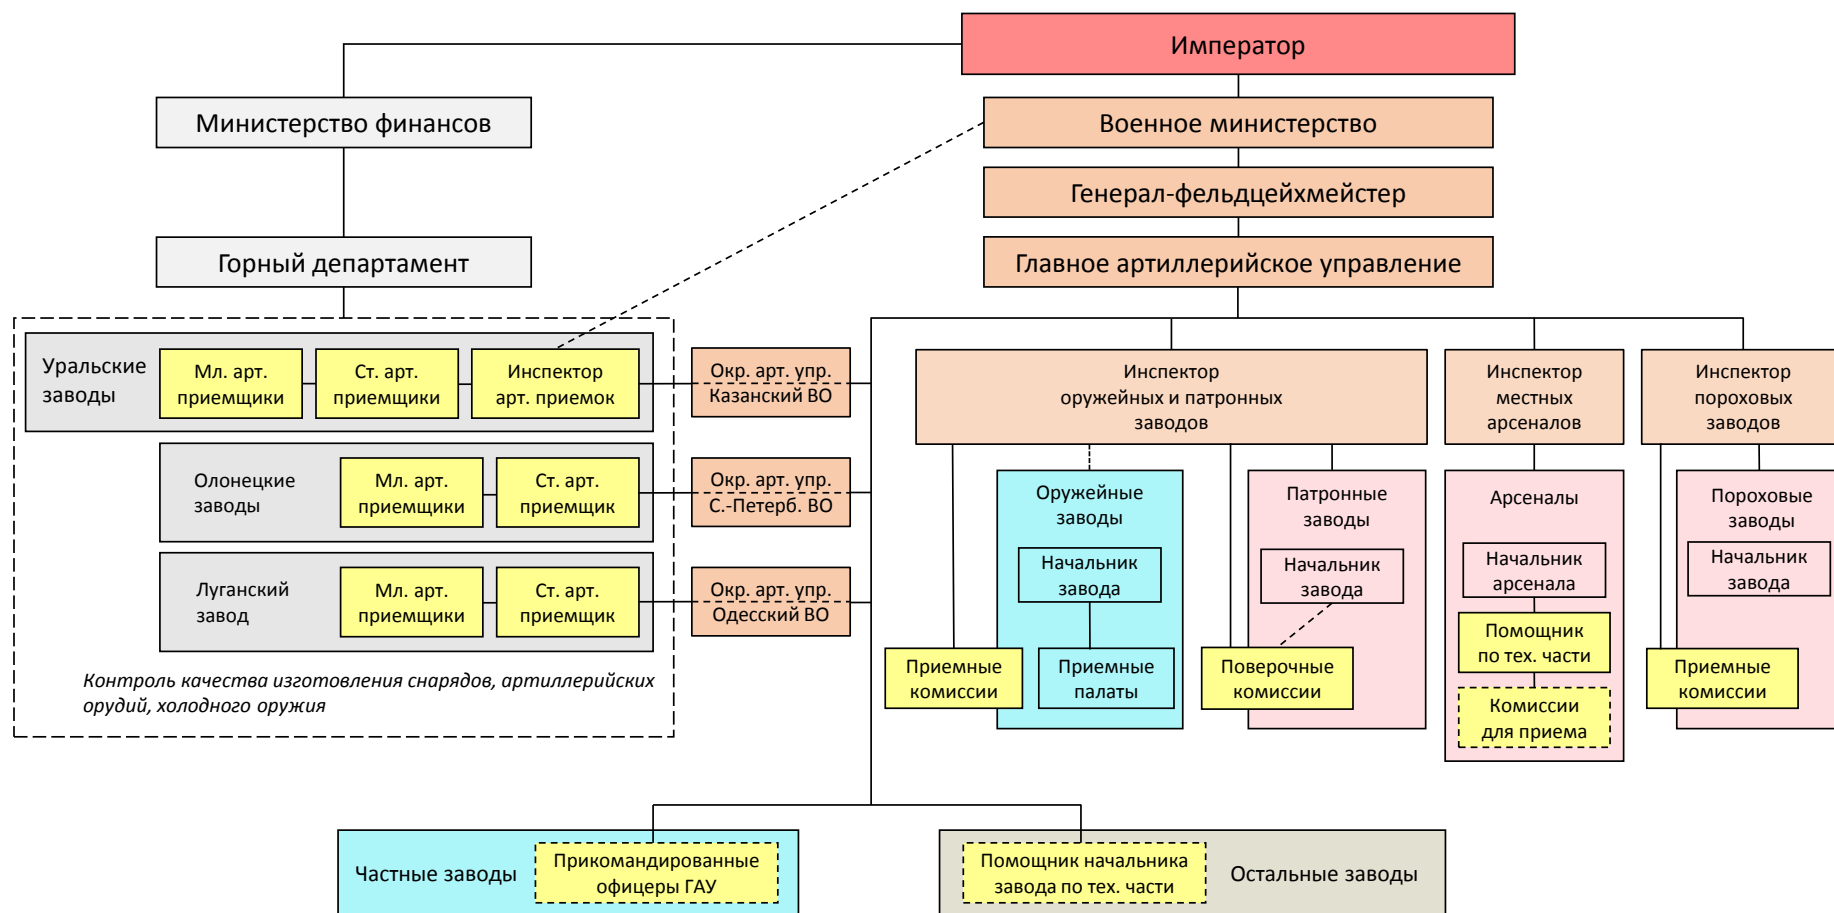 Император
Министерство финансов
Военное министерство
Генерал-фельдцейхмейстер
Горный департамент
Главное артиллерийское управление
Уральские
заводы
Мл. арт.
приемщики
Ст. арт.
приемщики
Инспектор
арт. приемок
Окр. арт. упр.
Казанский ВО
Олонецкие
заводы
Мл. арт.
приемщики
Ст. арт.
приемщик
Окр. арт. упр.
С.-Петерб. ВО
Луганский
завод
Мл. арт.
приемщики
Ст. арт.
приемщик
Окр. арт. упр.
Одесский ВО
Контроль качества изготовления снарядов, артиллерийских
орудий, холодного оружия
Инспектор
оружейных и патронных
заводов
Инспектор
местных
арсеналов
Инспектор
пороховых
заводов
Оружейные
заводы
Начальник
завода
Приемные
комиссии
Приемные
палаты
Патронные
заводы
Начальник
завода
Поверочные
комиссии
Арсеналы
Начальник
арсенала
Помощник
по тех. части
Комиссии
для приема
Пороховые
заводы
Начальник
завода
Приемные
комиссии
Частные заводы
Прикомандированные
офицеры ГАУ
Помощник начальника
завода по тех. части
Остальные заводы